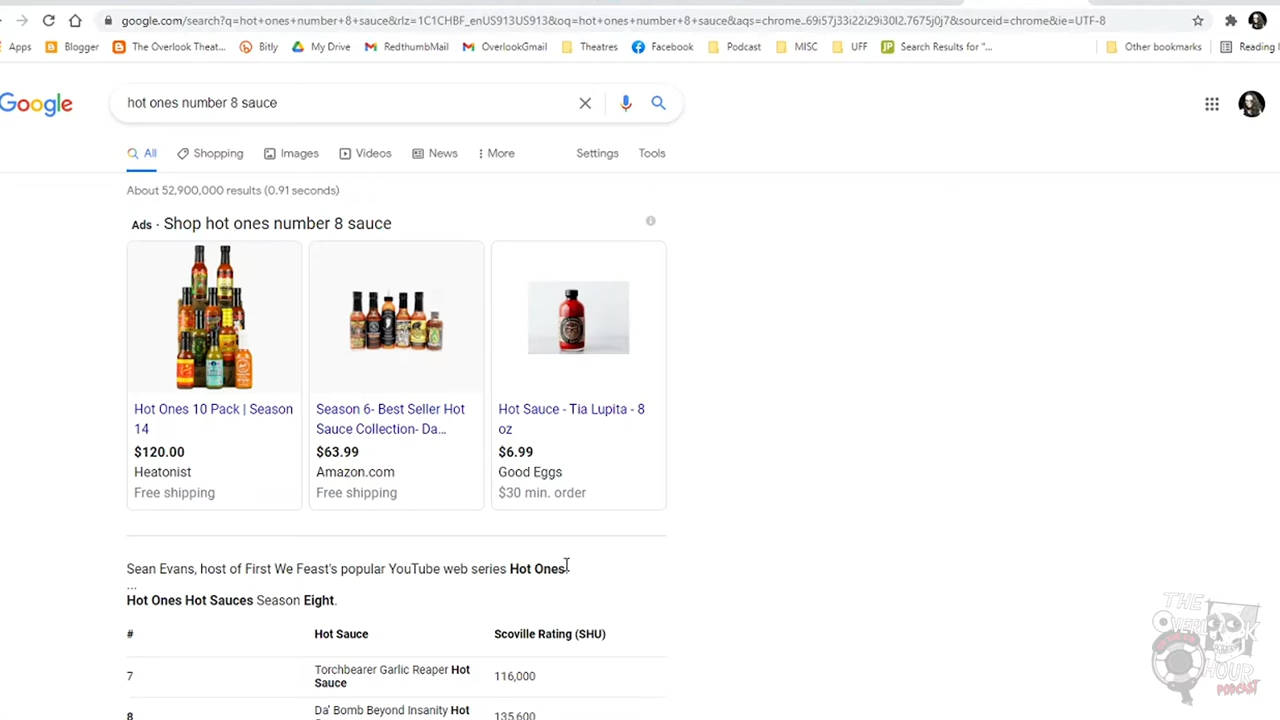 google.com/search?q=hot+ones+number+8+sauce&rlz=1C1CHBF_enUS913US913&oq=hot+ones+number+8+sauce&aqs=chrome..69i57j33i22i29i30l2.7675j0j7&sourceid=chrome&ie=UTF-8
Apps Blogger The Overlook Theat... Bitly My Drive RedthumbMail OverlookGmail Theatres Facebook Podcast MISC UFF JP Search Results for "... Other bookmarks Reading l
Google hot ones number 8 sauce
All Shopping Images Videos News More Settings Tools
About 52,900,000 results (0.91 seconds)
Ads · Shop hot ones number 8 sauce
Hot Ones 10 Pack | Season 14
$120.00
Heatonist
Free shipping
Season 6- Best Seller Hot
Sauce Collection- Da...
$63.99
Amazon.com
Free shipping
Hot Sauce - Tia Lupita - 8
oz
$6.99
Good Eggs
$30 min. order
Sean Evans, host of First We Feast's popular YouTube web series Hot Ones.
...
Hot Ones Hot Sauces Season Eight.
# Hot Sauce Scoville Rating (SHU)
7 Torchbearer Garlic Reaper Hot Sauce 116,000
8 Da' Bomb Beyond Insanity Hot 135,600
THE
OVERLOOK
HOUR
PODCAST